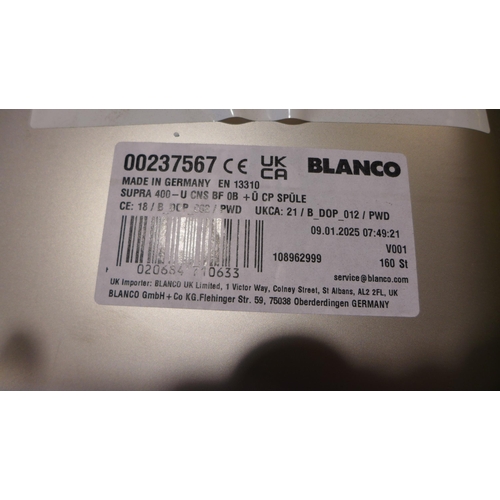 00237567 CE UK CA BLANCO
MADE IN GERMANY EN 13310
SUPRA 400-U CNS BF 0B +Ü CP SPÜLE
CE: 18 / / PWD UKCA: 21 / B_DOP_012 / PWD
09.01.2025 07:49:21
V001
108962999 160 St
service@blanco.com
UK Importer: BLANCO UK Limited, 1 Victor Way, Colney Street, St Albans, AL2 2FL, UK
BLANCO GmbH + Co KG.Flehinger Str. 59, 75038 Oberderdingen GERMANY